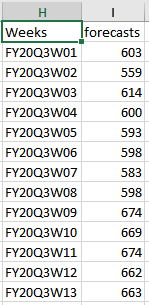 H I
Weeks forecasts
FY20Q3W01 603
FY20Q3W02 559
FY20Q3W03 614
FY20Q3W04 600
FY20Q3W05 593
FY20Q3W06 598
FY20Q3W07 583
FY20Q3W08 598
FY20Q3W09 674
FY20Q3W10 669
FY20Q3W11 674
FY20Q3W12 662
FY20Q3W13 663